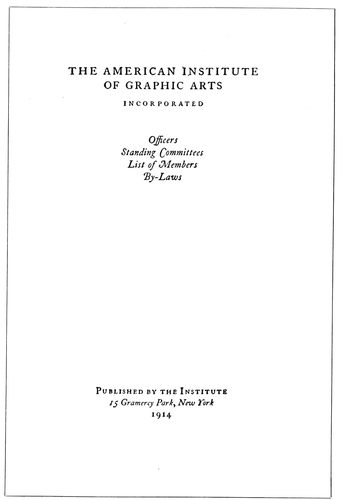 THE AMERICAN INSTITUTE
OF GRAPHIC ARTS
INCORPORATED
Officers
Standing Committees
List of Members
By-Laws
PUBLISHED BY THE INSTITUTE
15 Gramercy Park, New York
1914